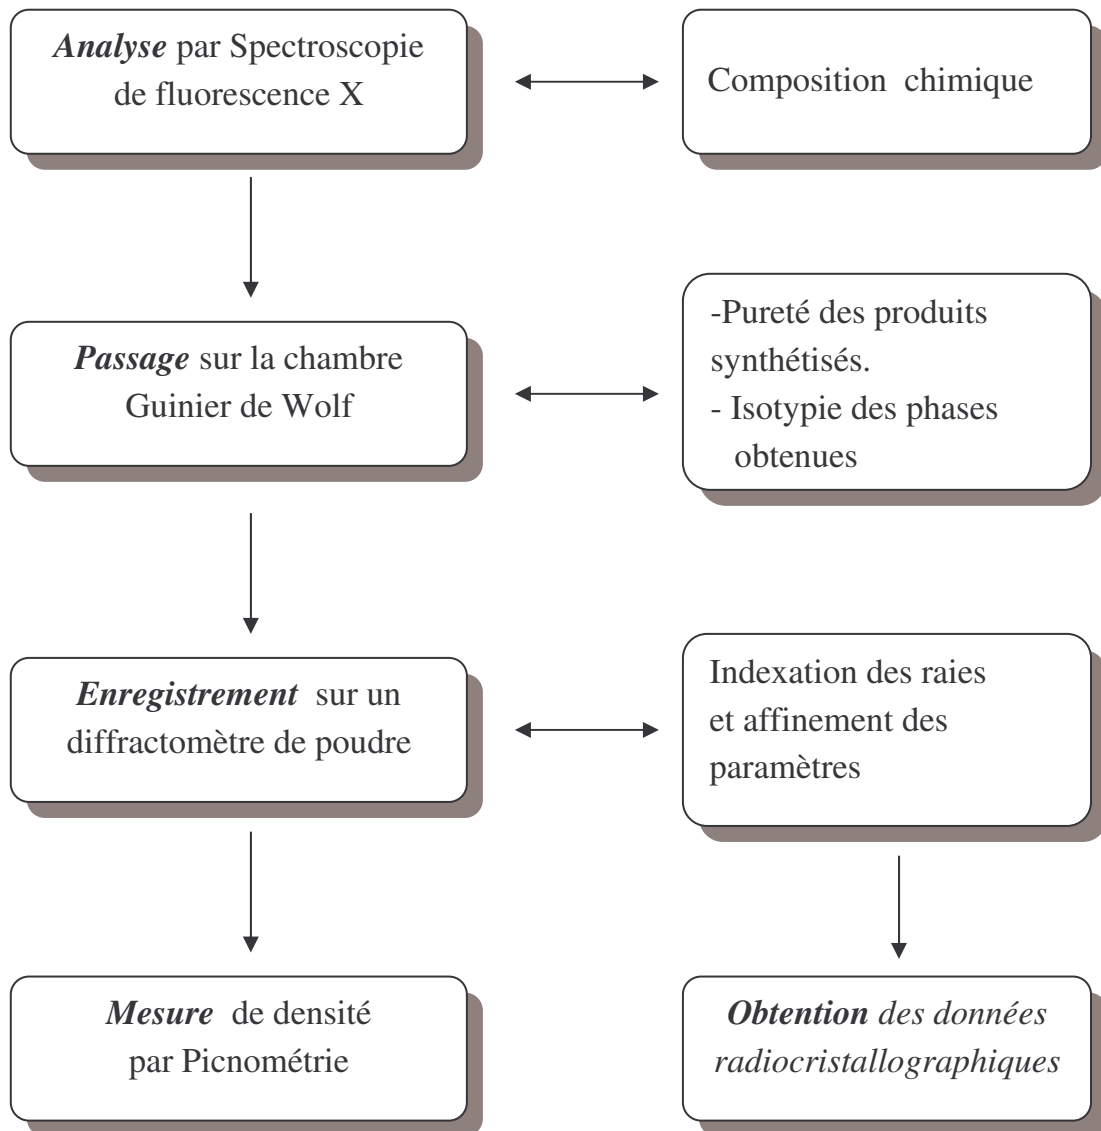 Analyse par Spectroscopie
de fluorescence X
Composition chimique
Passage sur la chambre
Guinier de Wolf
-Pureté des produits
synthétisés.
- Isotypie des phases
obtenues
Enregistrement sur un
diffractomètre de poudre
Indexation des raies
et affinement des
paramètres
Mesure de densité
par Picnométrie
Obtention des données
radiocristallographiques